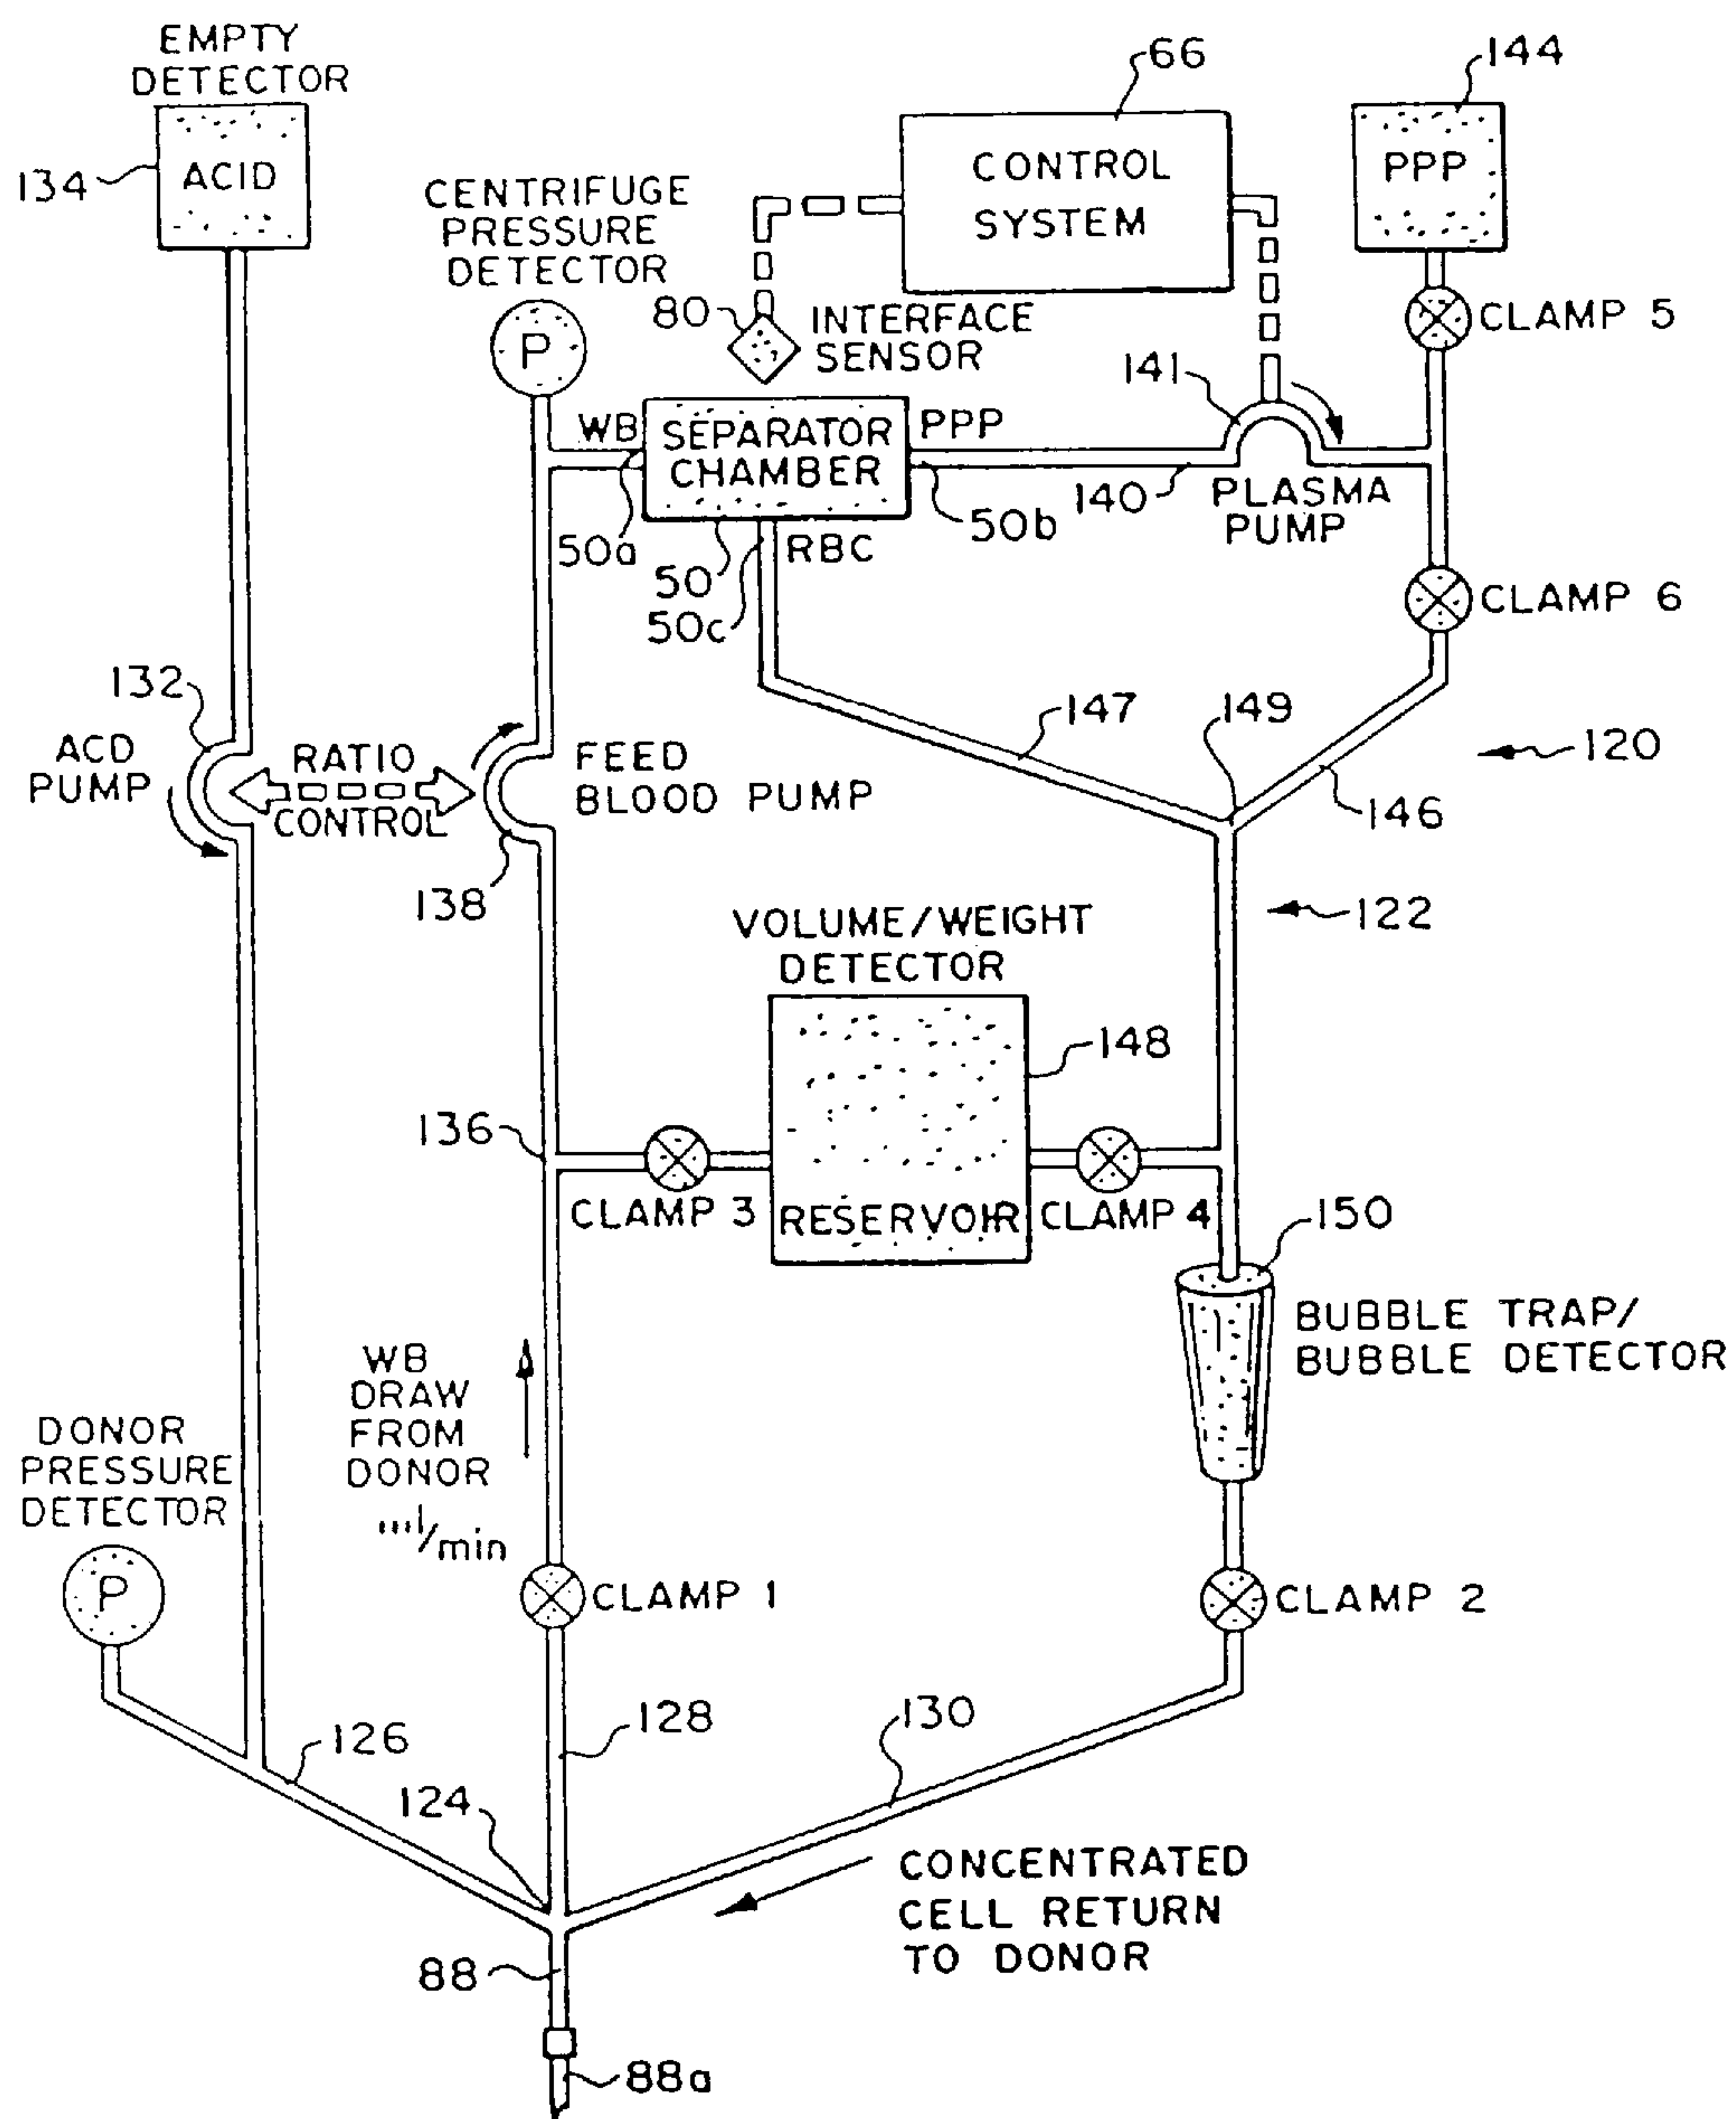 EMPTY
DETECTOR
ACID
134
66
CONTROL
SYSTEM
144
PPP
CENTRIFUGE
PRESSURE
DETECTOR
P
80
INTERFACE
SENSOR
CLAMP 5
141
WB
SEPARATOR
CHAMBER
PPP
50a
50
50b
140
PLASMA
PUMP
RBC
50c
CLAMP 6
132
ACD
PUMP
RATIO
CONTROL
FEED
BLOOD PUMP
138
147
149
120
146
122
VOLUME/WEIGHT
DETECTOR
148
136
CLAMP 3
RESERVOIR
CLAMP 4
150
BUBBLE TRAP/
BUBBLE DETECTOR
WB
DRAW
FROM
DONOR
ml/min
DONOR
PRESSURE
DETECTOR
P
CLAMP 1
CLAMP 2
126
128
130
124
CONCENTRATED
CELL RETURN
TO DONOR
88
88a